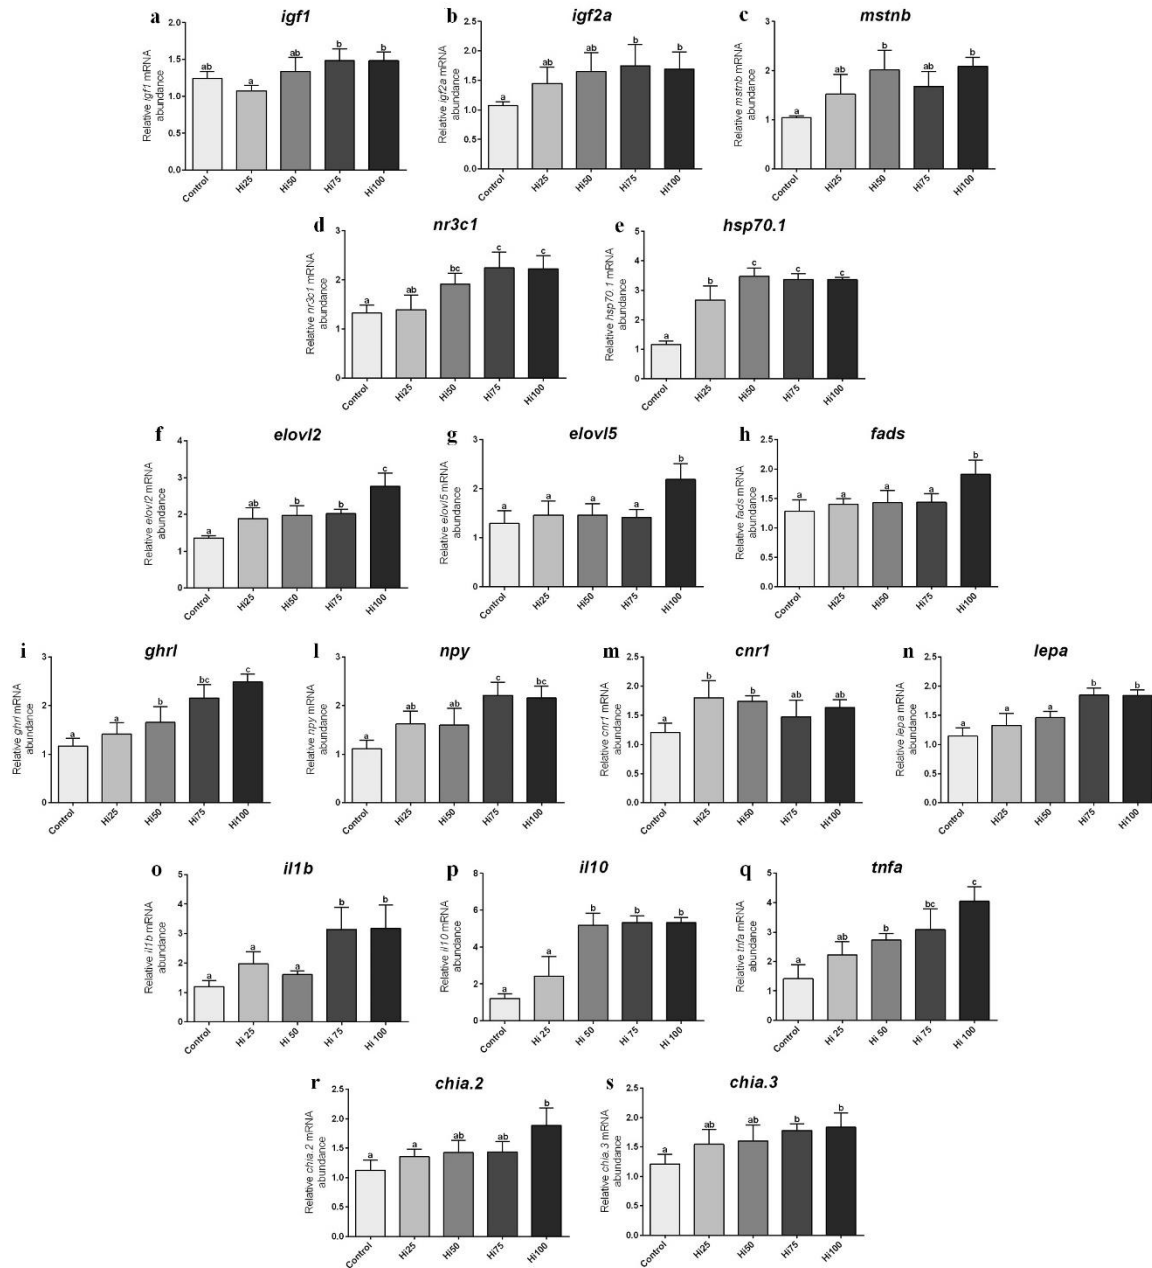 a igf1
Relative igf1 mRNA
abundance
2.0
1.5
1.0
0.5
0.0
ab a ab b b
Control Hi25 Hi50 Hi75 Hi100
b igf2a
Relative igf2a mRNA
abundance
2.5
2.0
1.5
1.0
0.5
0.0
a ab ab b b
Control Hi25 Hi50 Hi75 Hi100
c mstnb
Relative mstnb mRNA
abundance
3
2
1
0
a ab b ab b
Control Hi25 Hi50 Hi75 Hi100
d nr3c1
Relative nr3c1 mRNA
abundance
3
2
1
0
a ab bc c c
Control Hi25 Hi50 Hi75 Hi100
e hsp70.1
Relative hsp70.1 mRNA
abundance
5
4
3
2
1
0
a b c c c
Control Hi25 Hi50 Hi75 Hi100
f elovl2
Relative elovl2 mRNA
abundance
4
3
2
1
0
a ab b b c
Control Hi25 Hi50 Hi75 Hi100
g elovl5
Relative elovl5 mRNA
abundance
3
2
1
0
a a a a b
Control Hi25 Hi50 Hi75 Hi100
h fads
Relative fads mRNA
abundance
2.5
2.0
1.5
1.0
0.5
0.0
a a a a b
Control Hi25 Hi50 Hi75 Hi100
i ghrl
Relative ghrl mRNA
abundance
3
2
1
0
a a a bc c
Control Hi25 Hi50 Hi75 Hi100
l npy
Relative npy mRNA
abundance
3
2
1
0
a ab ab c bc
Control Hi25 Hi50 Hi75 Hi100
m cnr1
Relative cnr1 mRNA
abundance
2.5
2.0
1.5
1.0
0.5
0.0
a b b ab ab
Control Hi25 Hi50 Hi75 Hi100
n lepa
Relative lepa mRNA
abundance
2.5
2.0
1.5
1.0
0.5
0.0
a a a b b
Control Hi25 Hi50 Hi75 Hi100
o il1b
Relative il1b mRNA
abundance
5
4
3
2
1
0
a a a b b
Control Hi 25 Hi 50 Hi 75 Hi 100
p il10
Relative il10 mRNA
abundance
8
6
4
2
0
a a b b b
Control Hi 25 Hi 50 Hi 75 Hi 100
q tnfa
Relative tnfa mRNA
abundance
5
4
3
2
1
0
a ab b bc c
Control Hi 25 Hi 50 Hi 75 Hi 100
r chia.2
Relative chia.2 mRNA
abundance
2.5
2.0
1.5
1.0
0.5
0.0
a a ab ab b
Control Hi25 Hi50 Hi75 Hi100
s chia.3
Relative chia.3 mRNA
abundance
2.5
2.0
1.5
1.0
0.5
0.0
a ab ab b b
Control Hi25 Hi50 Hi75 Hi100